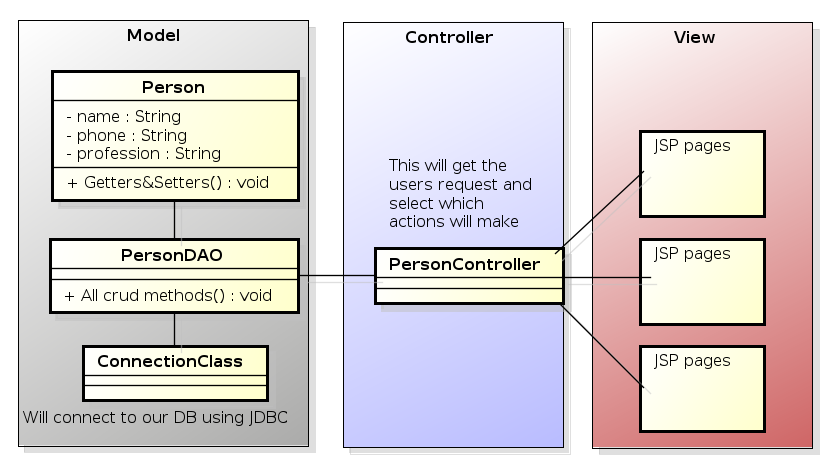 Model
Person
- name : String
- phone : String
- profession : String
+ Getters&Setters() : void
PersonDAO
+ All crud methods() : void
ConnectionClass
Will connect to our DB using JDBC
Controller
This will get the
users request and
select which
actions will make
PersonController
View
JSP pages
JSP pages
JSP pages